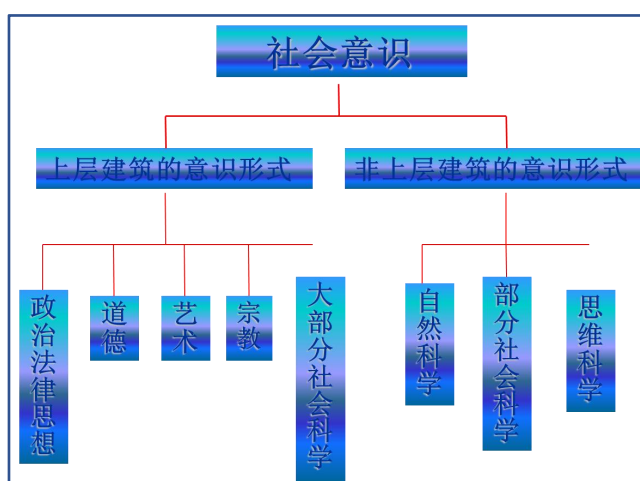 社会意识
上层建筑的意识形式
非上层建筑的意识形式
政治法律思想
道德
艺术
宗教
大部分社会科学
自然科学
部分社会科学
思维科学